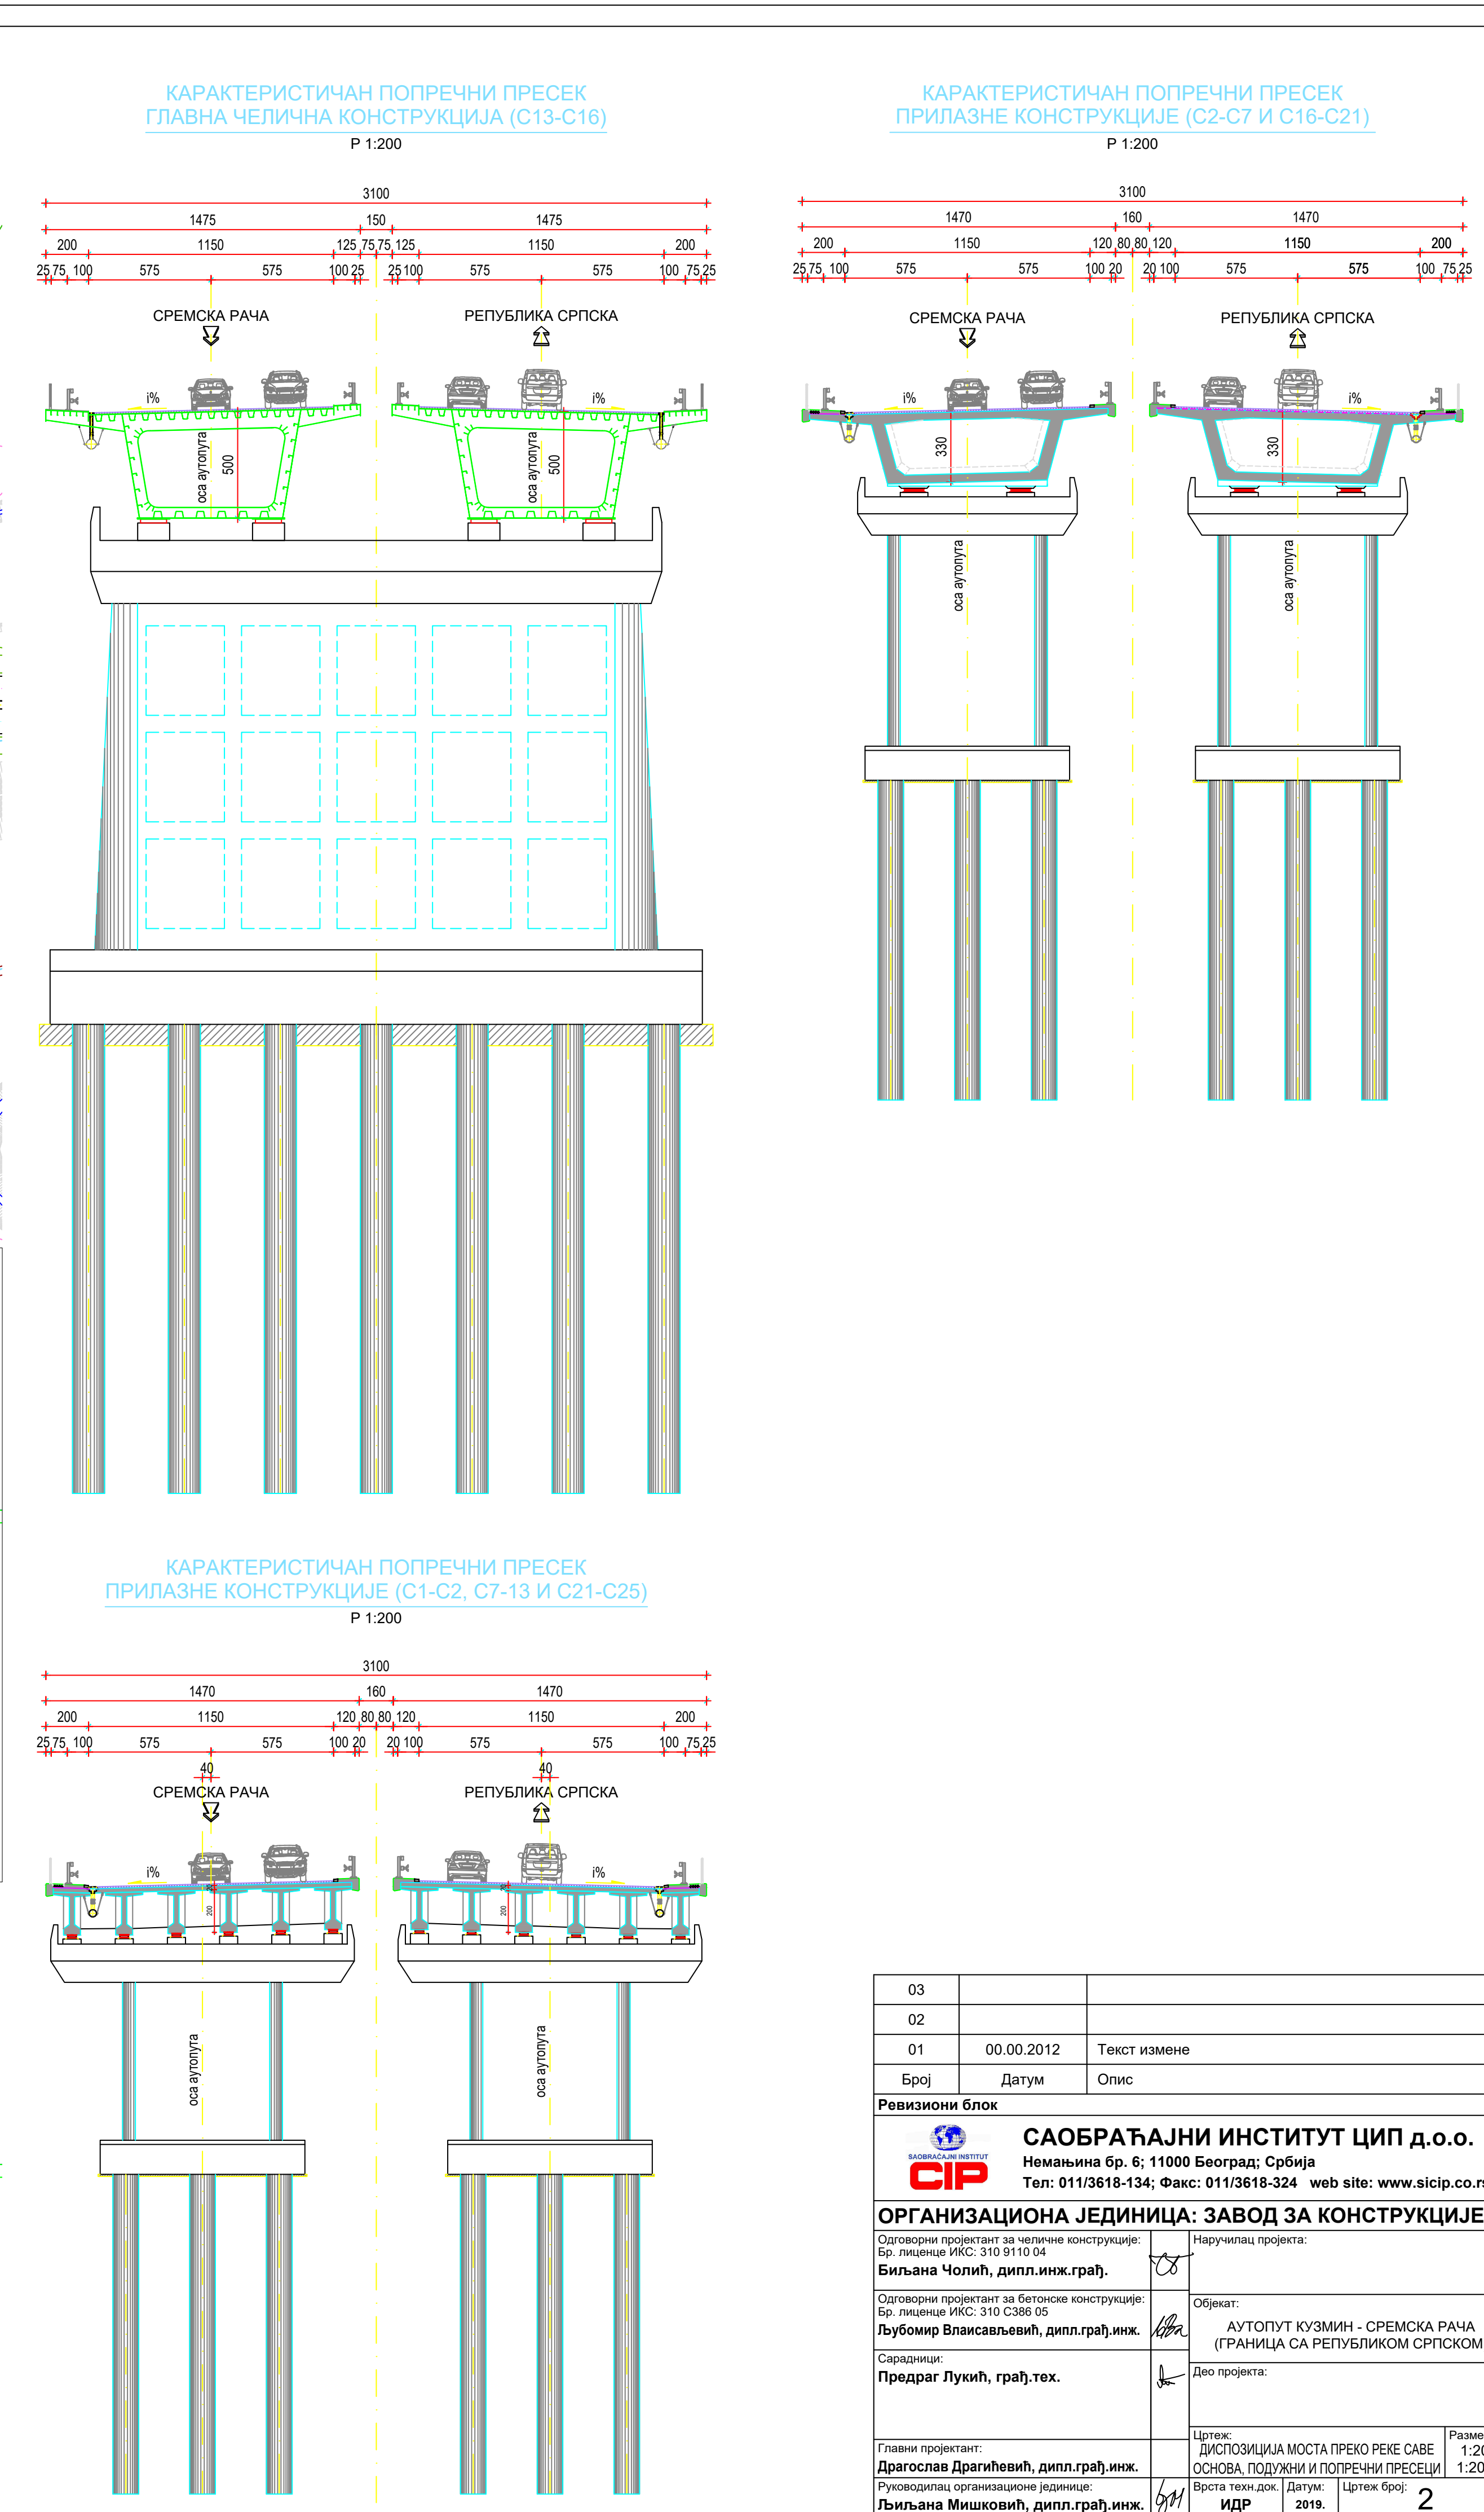 КАРАКТЕРИСТИЧАН ПОПРЕЧНИ ПРЕСЕК
ГЛАВНА ЧЕЛИЧНА КОНСТРУКЦИЈА (С13-С16)
Р 1:200
3100
1475 150 1475
200 1150 125 75 75 125 1150 200
25 75 100 575 575 100 25 25 100 575 575 100 75 25
СРЕМСКА РАЧА РЕПУБЛИКА СРПСКА
i% i%
оса аутопута 500 оса аутопута 500
КАРАКТЕРИСТИЧАН ПОПРЕЧНИ ПРЕСЕК
ПРИЛАЗНЕ КОНСТРУКЦИЈЕ (С2-С7 И С16-С21)
Р 1:200
3100
1470 160 1470
200 1150 120 80 80 120 1150 200
25 75 100 575 575 100 20 20 100 575 575 100 75 25
СРЕМСКА РАЧА РЕПУБЛИКА СРПСКА
i% i%
330 330
оса аутопута оса аутопута
КАРАКТЕРИСТИЧАН ПОПРЕЧНИ ПРЕСЕК
ПРИЛАЗНЕ КОНСТРУКЦИЈЕ (С1-С2, С7-13 И С21-С25)
Р 1:200
3100
1470 160 1470
200 1150 120 80 80 120 1150 200
25 75 100 575 575 100 20 20 100 575 575 100 75 25
40 40
СРЕМСКА РАЧА РЕПУБЛИКА СРПСКА
i% i%
200 200
оса аутопута оса аутопута
03
02
01 00.00.2012 Текст измене
Број Датум Опис
Ревизиони блок
SAOBRAĆAJNI INSTITUT
CIP
САОБРАЋАЈНИ ИНСТИТУТ ЦИП д.о.о.
Немањина бр. 6; 11000 Београд; Србија
Тел: 011/3618-134; Факс: 011/3618-324 web site: www.sicip.co.rs
ОРГАНИЗАЦИОНА ЈЕДИНИЦА: ЗАВОД ЗА КОНСТРУКЦИЈЕ
Одговорни пројектант за челичне конструкције:
Бр. лиценце ИКС: 310 9110 04
Биљана Чолић, дипл.инж.грађ.
Наручилац пројекта:
Одговорни пројектант за бетонске конструкције:
Бр. лиценце ИКС: 310 С386 05
Љубомир Влаисављевић, дипл.грађ.инж.
Објекат:
АУТОПУТ КУЗМИН - СРЕМСКА РАЧА
(ГРАНИЦА СА РЕПУБЛИКОМ СРПСКОМ
Сарадници:
Предраг Лукић, грађ.тех.
Део пројекта:
Главни пројектант:
Драгослав Драгићевић, дипл.грађ.инж.
Цртеж:
ДИСПОЗИЦИЈА МОСТА ПРЕКО РЕКЕ САВЕ
ОСНОВА, ПОДУЖНИ И ПОПРЕЧНИ ПРЕСЕЦИ
Разме
1:20
1:20
Руководилац организационе јединице:
Љиљана Мишковић, дипл.грађ.инж.
Врста техн.док.
ИДР
Датум:
2019.
Цртеж број:
2